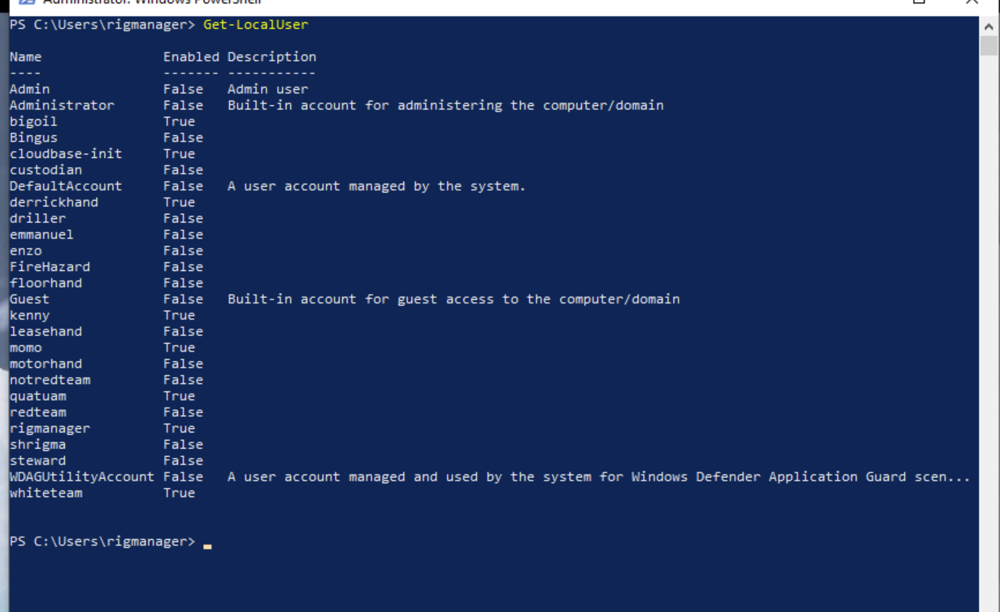 Administrator: Windows PowerShell
PS C:\Users\rigmanager> Get-LocalUser
Name               Enabled Description
----               ------- -----------
Admin              False   Admin user
Administrator      False   Built-in account for administering the computer/domain
bigoil             True
Bingus             False
cloudbase-init     True
custodian          False
DefaultAccount     False   A user account managed by the system.
derrickhand        True
driller            False
emmanuel           False
enzo               False
FireHazard         False
floorhand          False
Guest              False   Built-in account for guest access to the computer/domain
kenny              True
leasehand          False
momo               True
motorhand          False
notredteam         False
quatuam            True
redteam            False
rigmanager         True
shrigma            False
steward            False
WDAGUtilityAccount False   A user account managed and used by the system for Windows Defender Application Guard scen...
whiteteam          True
PS C:\Users\rigmanager>